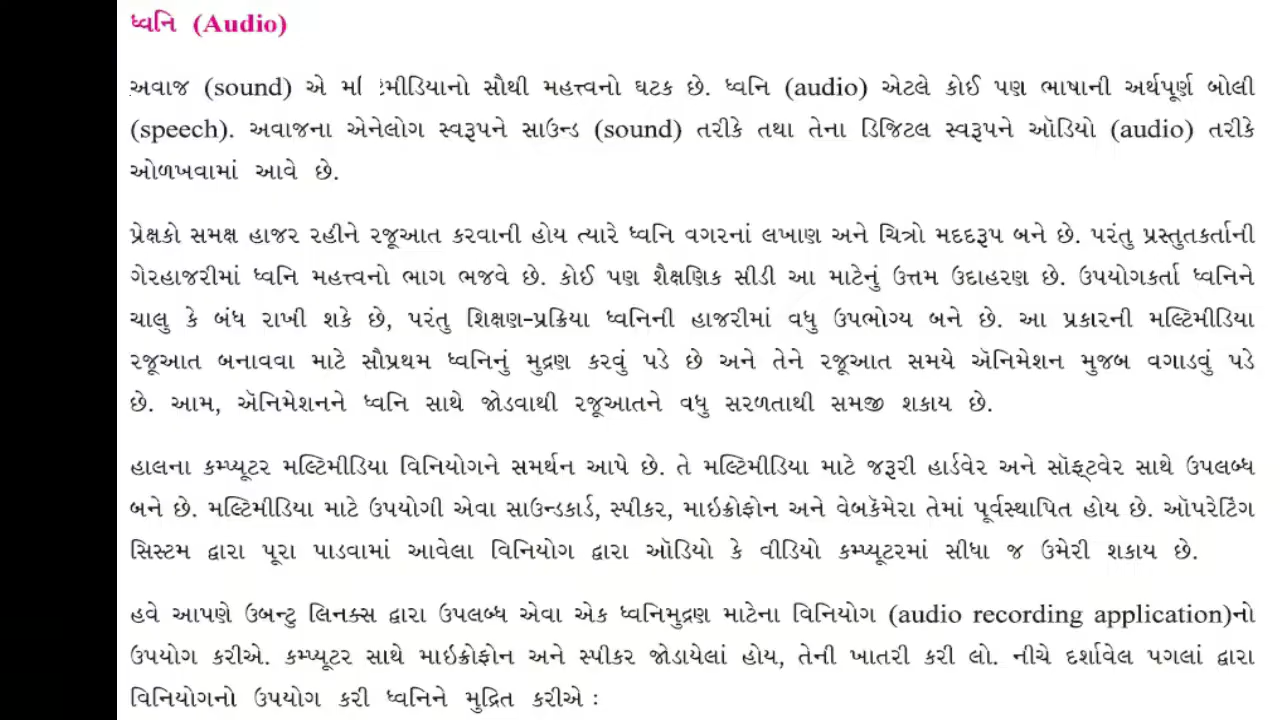 ધ્વનિ (Audio)
અવાજ (sound) એ મલ્ટિમીડિયાનો સૌથી મહત્ત્વનો ઘટક છે. ધ્વનિ (audio) એટલે કોઈ પણ ભાષાની અર્થપૂર્ણ બોલી
(speech). અવાજના એનેલોગ સ્વરૂપને સાઉન્ડ (sound) તરીકે તથા તેના ડિજિટલ સ્વરૂપને ઑડિયો (audio) તરીકે
ઓળખવામાં આવે છે.
પ્રેક્ષકો સમક્ષ હાજર રહીને રજૂઆત કરવાની હોય ત્યારે ધ્વનિ વગરનાં લખાણ અને ચિત્રો મદદરૂપ બને છે. પરંતુ પ્રસ્તુતકર્તાની
ગેરહાજરીમાં ધ્વનિ મહત્ત્વનો ભાગ ભજવે છે. કોઈ પણ શૈક્ષણિક સીડી આ માટેનું ઉત્તમ ઉદાહરણ છે. ઉપયોગકર્તા ધ્વનિને
ચાલુ કે બંધ રાખી શકે છે, પરંતુ શિક્ષણ-પ્રક્રિયા ધ્વનિની હાજરીમાં વધુ ઉપભોગ્ય બને છે. આ પ્રકારની મલ્ટિમીડિયા
રજૂઆત બનાવવા માટે સૌપ્રથમ ધ્વનિનું મુદ્રણ કરવું પડે છે અને તેને રજૂઆત સમયે ઍનિમેશન મુજબ વગાડવું પડે
છે. આમ, ઍનિમેશનને ધ્વનિ સાથે જોડવાથી રજૂઆતને વધુ સરળતાથી સમજી શકાય છે.
હાલના કમ્પ્યૂટર મલ્ટિમીડિયા વિનિયોગને સમર્થન આપે છે. તે મલ્ટિમીડિયા માટે જરૂરી હાર્ડવેર અને સૉફ્ટવેર સાથે ઉપલબ્ધ
બને છે. મલ્ટિમીડિયા માટે ઉપયોગી એવા સાઉન્ડકાર્ડ, સ્પીકર, માઇક્રોફોન અને વેબકૅમેરા તેમાં પૂર્વસ્થાપિત હોય છે. ઑપરેટિંગ
સિસ્ટમ દ્વારા પૂરા પાડવામાં આવેલા વિનિયોગ દ્વારા ઑડિયો કે વીડિયો કમ્પ્યૂટરમાં સીધા જ ઉમેરી શકાય છે.
હવે આપણે ઉબન્ટુ લિનક્સ દ્વારા ઉપલબ્ધ એવા એક ધ્વનિમુદ્રણ માટેના વિનિયોગ (audio recording application)નો
ઉપયોગ કરીએ. કમ્પ્યૂટર સાથે માઇક્રોફોન અને સ્પીકર જોડાયેલાં હોય, તેની ખાતરી કરી લો. નીચે દર્શાવેલ પગલાં દ્વારા
વિનિયોગનો ઉપયોગ કરી ધ્વનિને મુદ્રિત કરીએ :